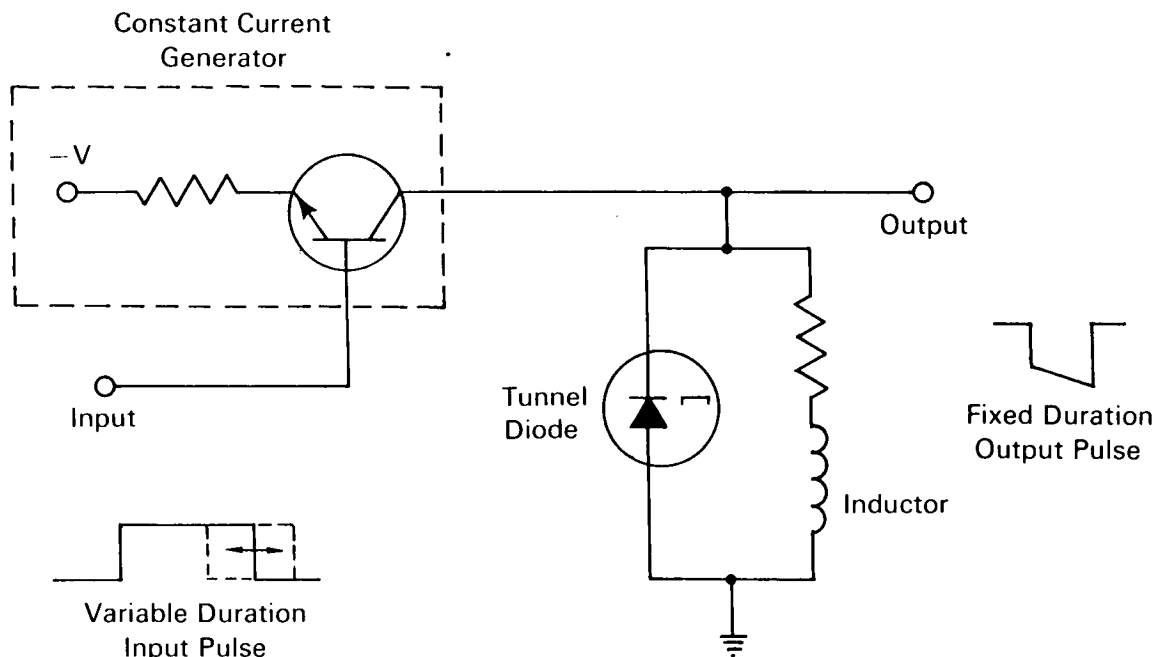 Constant Current
Generator
—V
Output
Input
Tunnel
Diode
Inductor
Fixed Duration
Output Pulse
Variable Duration
Input Pulse